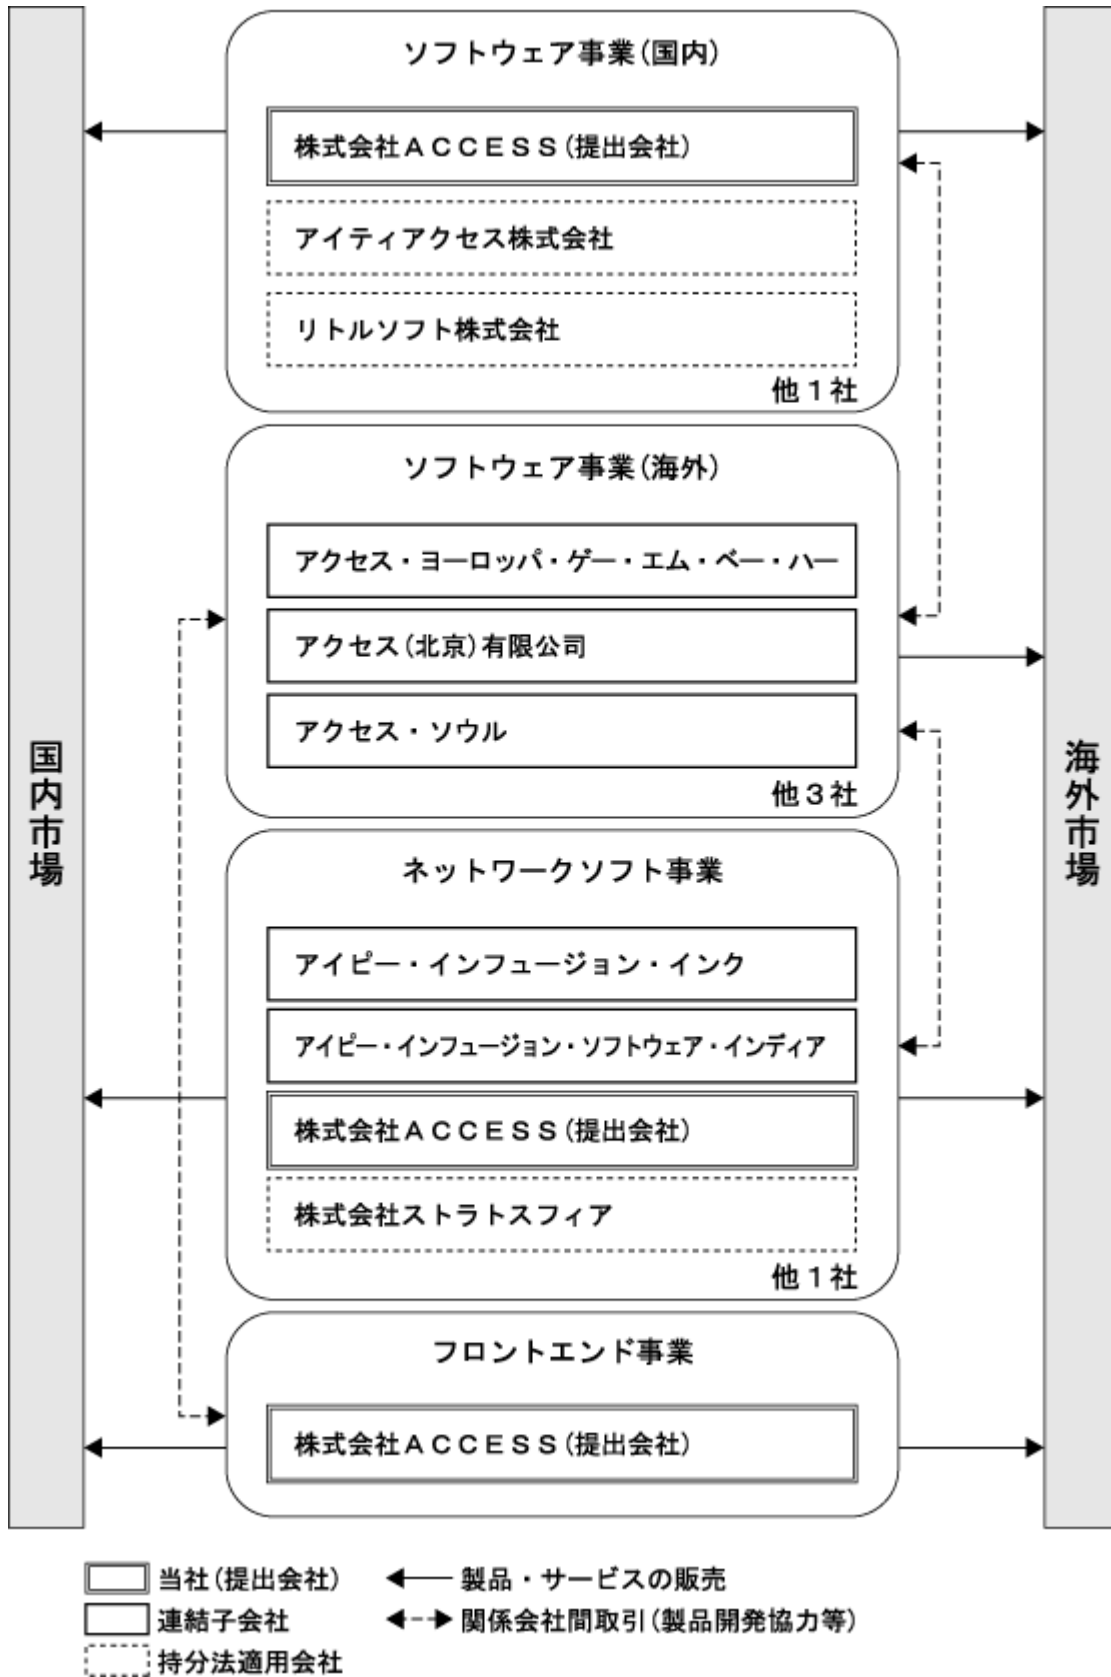 ソフトウェア事業(国内)
株式会社ACCESS(提出会社)
アイティアクセス株式会社
リトルソフト株式会社
他1社
ソフトウェア事業(海外)
アクセス・ヨーロッパ・ゲー・エム・ベー・ハー
アクセス(北京)有限公司
アクセス・ソウル
他3社
国内市場
海外市場
ネットワークソフト事業
アイピー・インフュージョン・インク
アイピー・インフュージョン・ソフトウェア・インディア
株式会社ACCESS(提出会社)
株式会社ストラトスフィア
他1社
フロントエンド事業
株式会社ACCESS(提出会社)
当社(提出会社)
製品・サービスの販売
連結子会社
関係会社間取引(製品開発協力等)
持分法適用会社